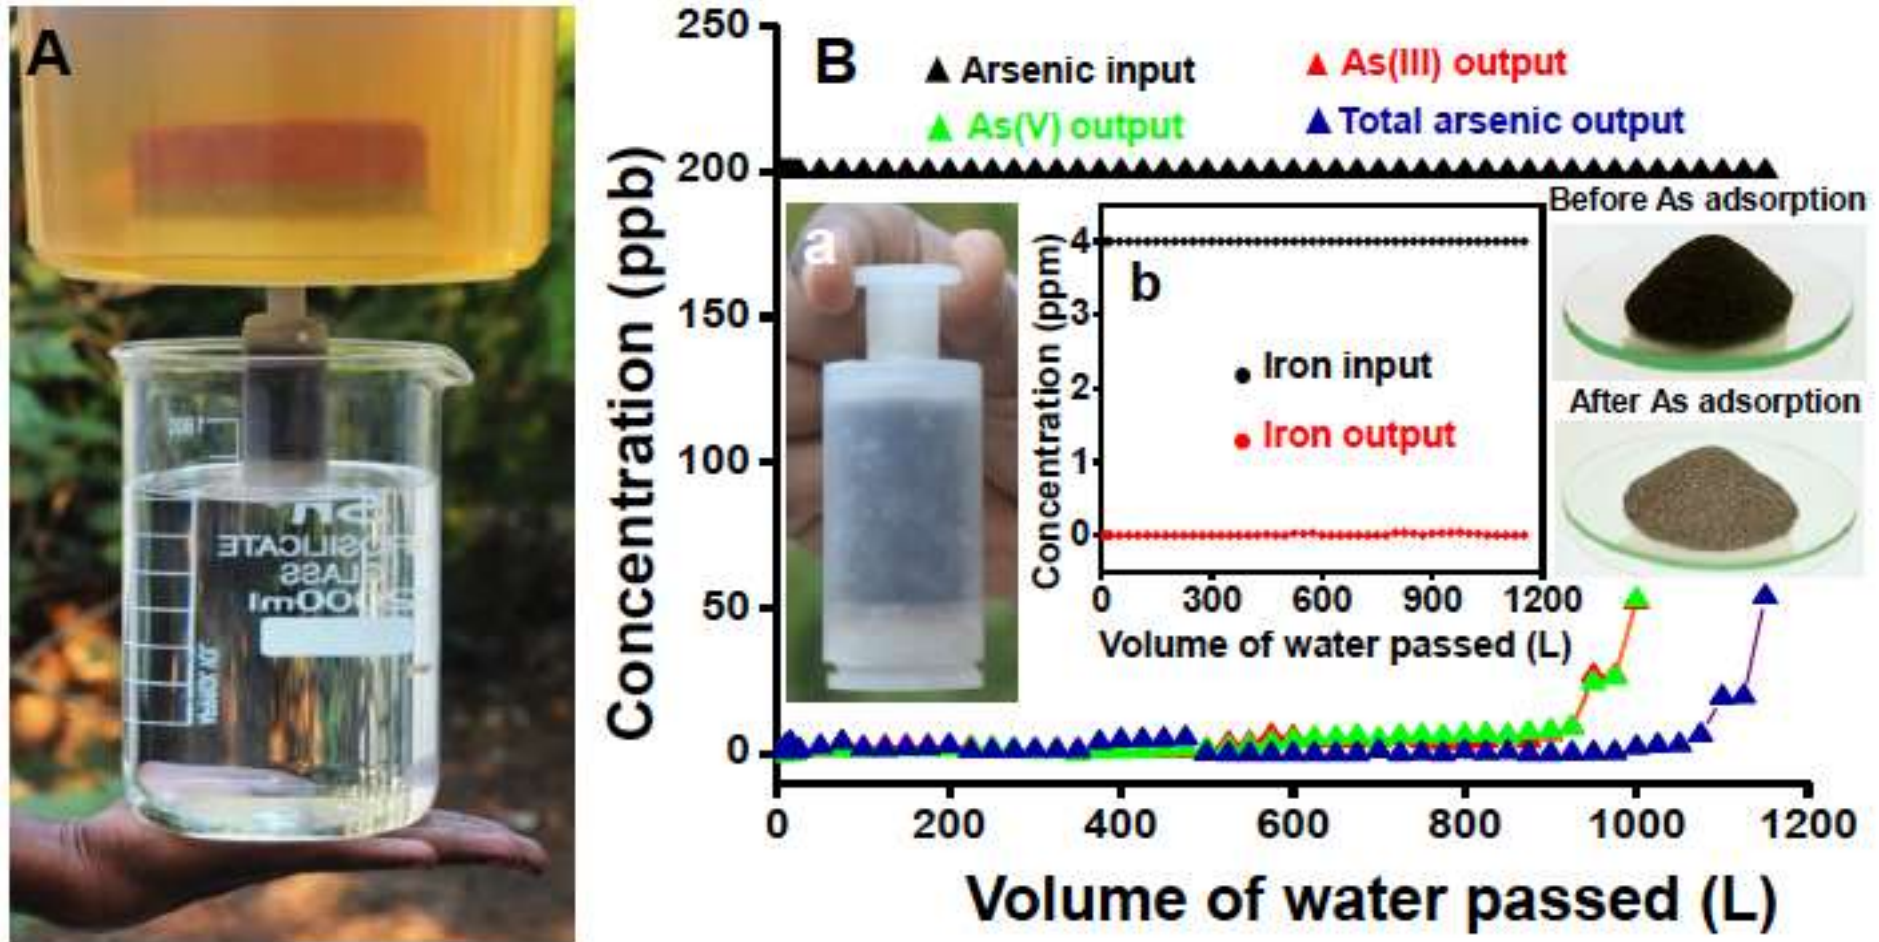 A
OSILICATE
GLASS
B
Arsenic input
As(III) output
As(V) output
Total arsenic output
Concentration (ppb)
250
200
150
100
50
0
0 200 400 600 800 1000 1200
Volume of water passed (L)
a
b
Concentration (ppm)
4
3
2
1
0
Iron input
Iron output
0 300 600 900 1200
Volume of water passed (L)
Before As adsorption
After As adsorption